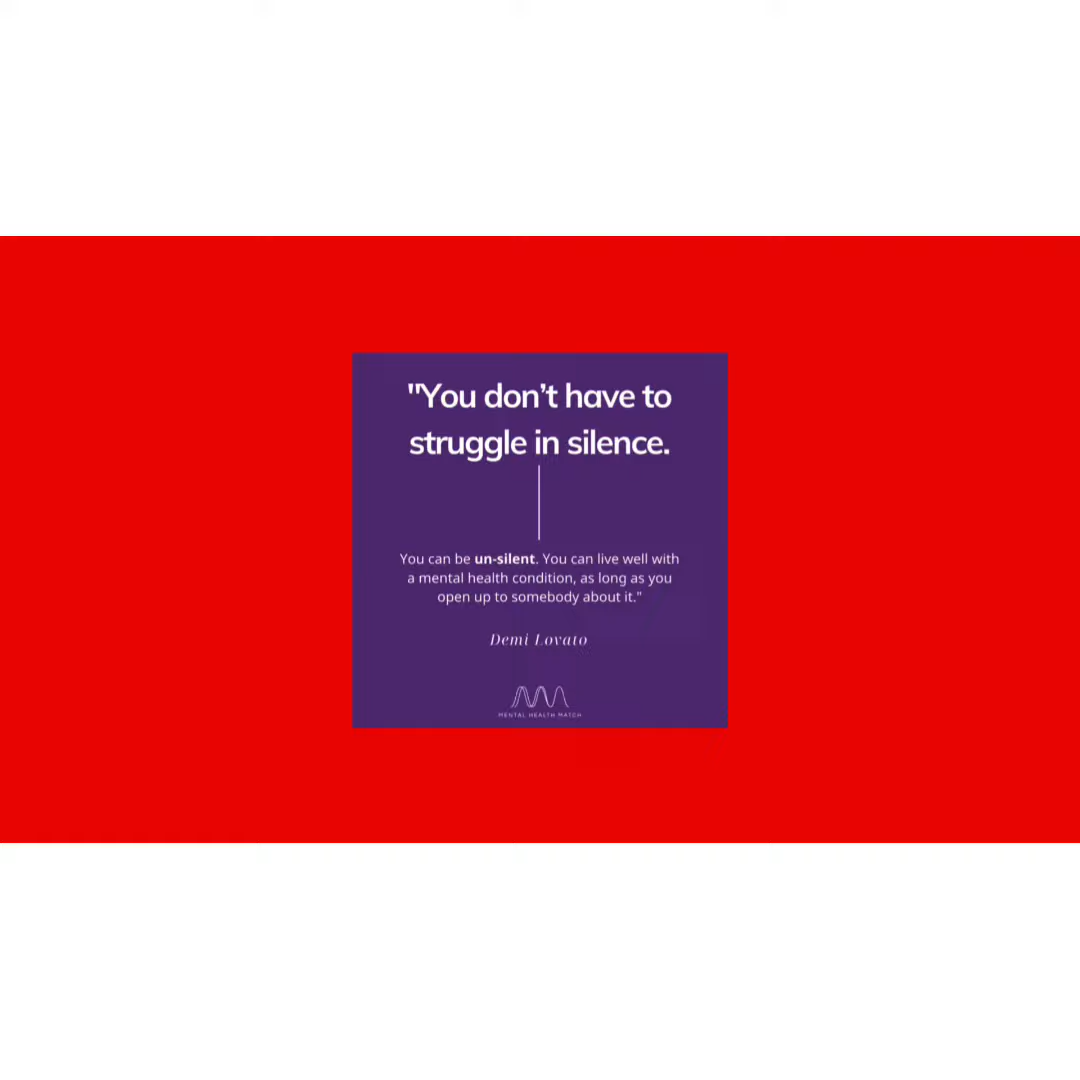 "You don't have to
struggle in silence.
You can be un-silent. You can live well with
a mental health condition, as long as you
open up to somebody about it."
Demi Lovato
MENTAL HEALTH MATCH